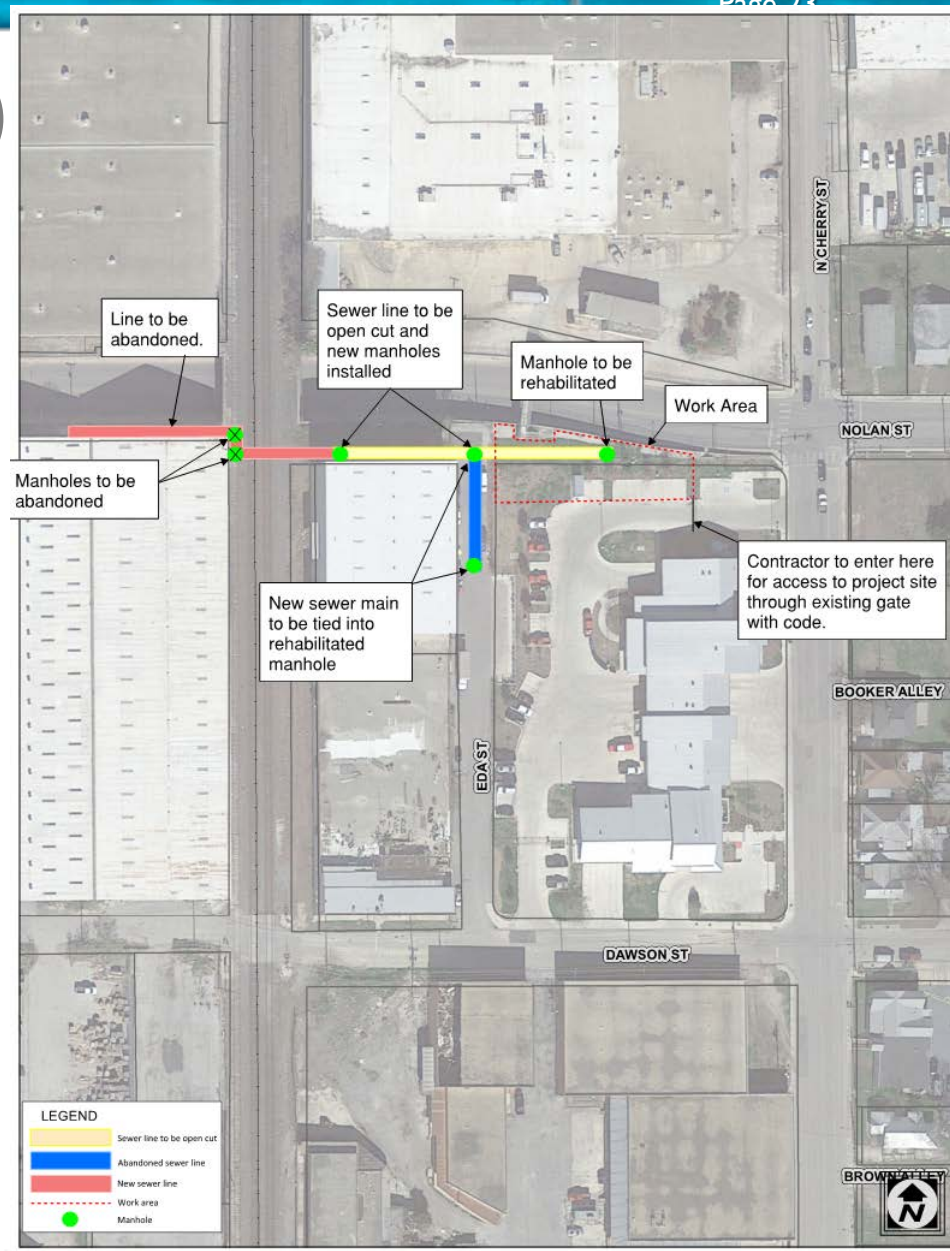 Page 73
N CHERRY ST
Line to be
abandoned.
Sewer line to be
open cut and
new manholes
installed
Manhole to be
rehabilitated
Work Area
NOLAN ST
Manholes to be
abandoned
Contractor to enter here
for access to project site
through existing gate
with code.
New sewer main
to be tied into
rehabilitated
manhole
BOOKER ALLEY
EDA ST
DAWSON ST
LEGEND
Sewer line to be open cut
Abandoned sewer line
New sewer line
Work area
Manhole
BROWN ALLEY
N